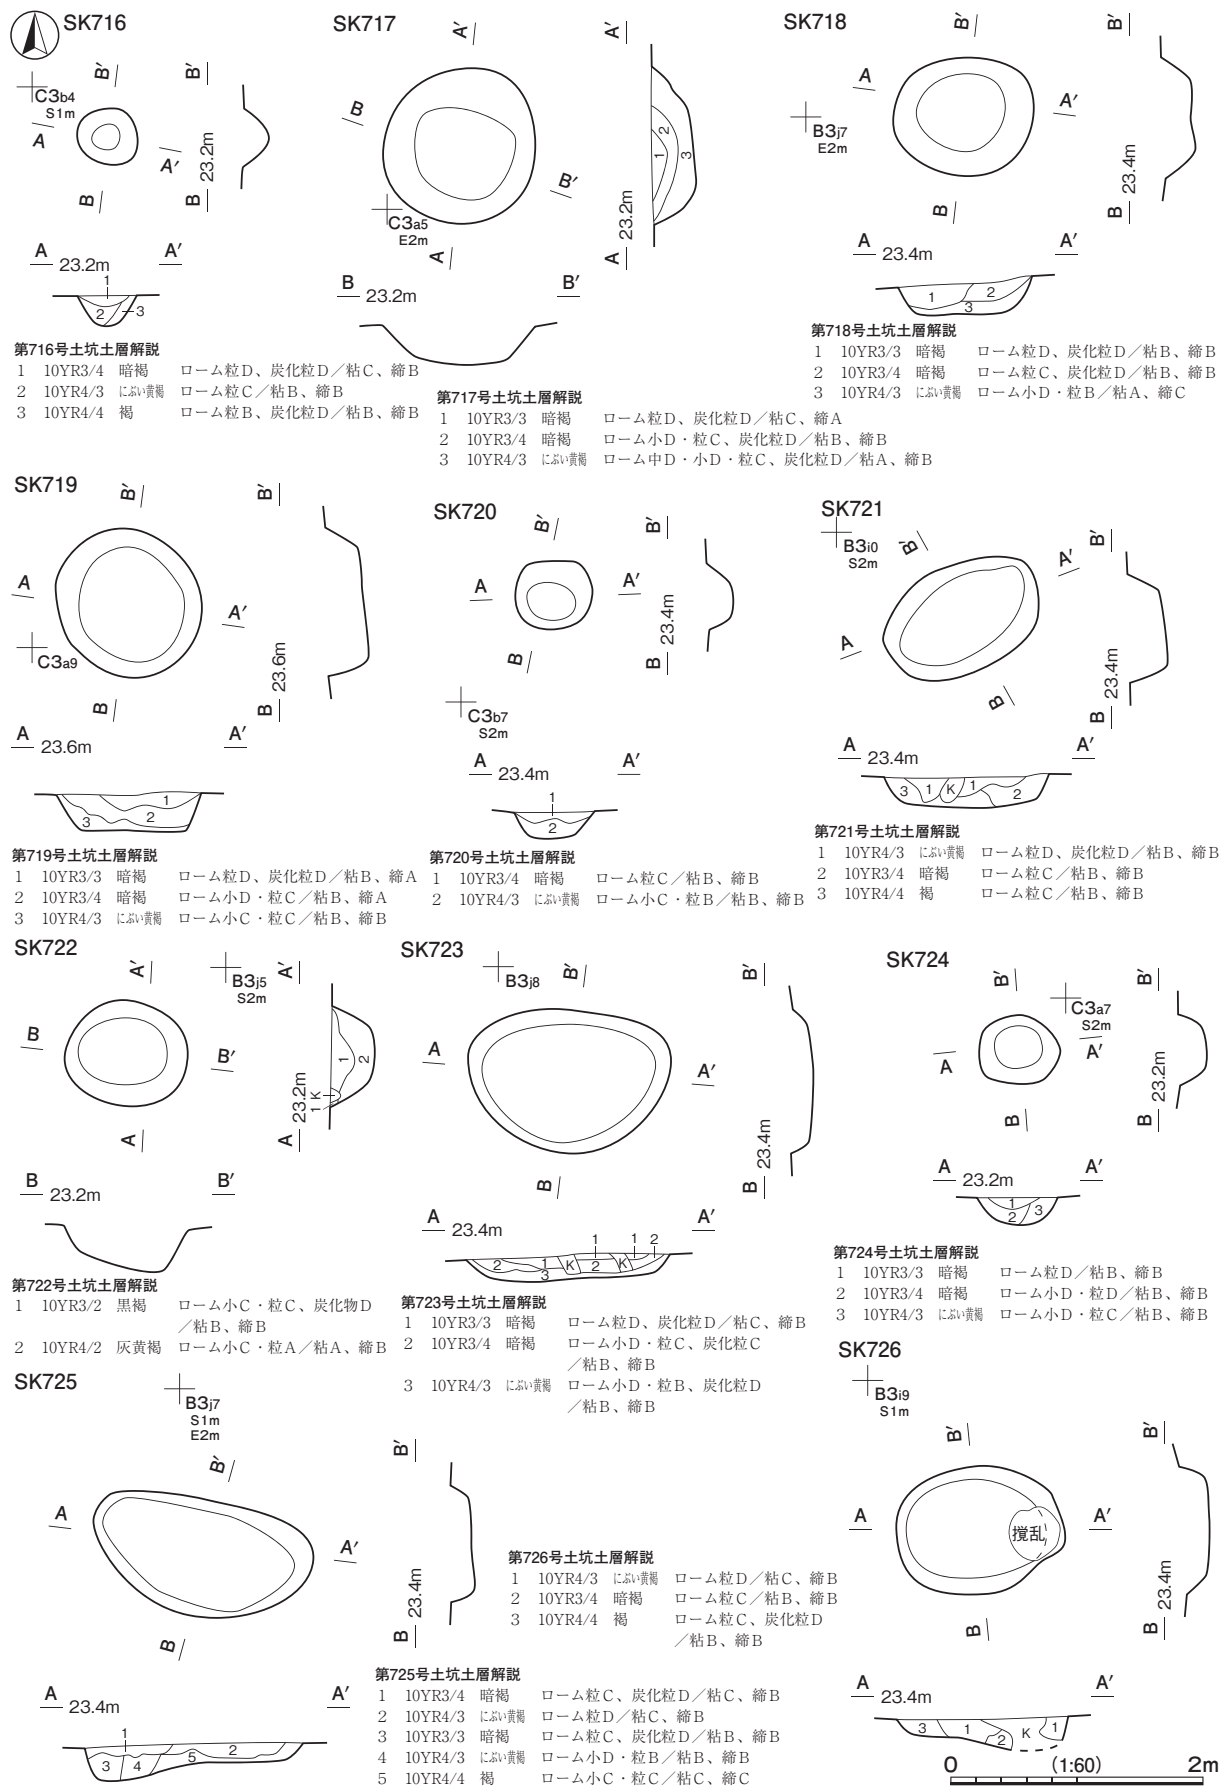 SK716
C3b4
S1m
A
A′
B
B′
B′
B
23.2m
A 23.2m A′
1
2
3
第716号土坑土層解説
1 10YR3/4 暗褐 ローム粒D、炭化粒D／粘C、締B
2 10YR4/3 にぶい黄褐 ローム粒C／粘B、締B
3 10YR4/4 褐 ローム粒B、炭化粒D／粘B、締B
SK717
A′
B
B′
C3a5
E2m
A
A′
1
2
3
A
23.2m
B 23.2m B′
第717号土坑土層解説
1 10YR3/3 暗褐 ローム粒D、炭化粒D／粘C、締A
2 10YR3/4 暗褐 ローム小D・粒C、炭化粒D／粘B、締B
3 10YR4/3 にぶい黄褐 ローム中D・小D・粒C、炭化粒D／粘A、締B
SK718
B′
A
A′
B3j7
E2m
B
B′
B
23.4m
A 23.4m A′
1
2
3
第718号土坑土層解説
1 10YR3/3 暗褐 ローム粒D、炭化粒D／粘B、締B
2 10YR3/4 暗褐 ローム粒C、炭化粒D／粘B、締B
3 10YR4/3 にぶい黄褐 ローム小D・粒B／粘A、締C
SK719
B′
A
A′
C3a9
B
B′
B
23.6m
A 23.6m A′
1
2
3
第719号土坑土層解説
1 10YR3/3 暗褐 ローム粒D、炭化粒D／粘B、締A
2 10YR3/4 暗褐 ローム小D・粒C／粘B、締A
3 10YR4/3 にぶい黄褐 ローム小C・粒C／粘B、締B
SK720
B′
A
A′
B
C3b7
S2m
B′
B
23.4m
A 23.4m A′
1
2
第720号土坑土層解説
1 10YR3/4 暗褐 ローム粒C／粘B、締B
2 10YR4/3 にぶい黄褐 ローム小C・粒B／粘B、締B
SK721
B3i0
S2m
B′
A′
A
B
B′
B
23.4m
A 23.4m A′
3 1 K 1 2
第721号土坑土層解説
1 10YR4/3 にぶい黄褐 ローム粒D、炭化粒D／粘B、締B
2 10YR3/4 暗褐 ローム粒C／粘B、締B
3 10YR4/4 褐 ローム粒C／粘B、締B
SK722
A′
B3j5
S2m
B
B′
A
A′
1
2
K
1
A
23.2m
B 23.2m B′
第722号土坑土層解説
1 10YR3/2 黒褐 ローム小C・粒C、炭化物D
／粘B、締B
2 10YR4/2 灰黄褐 ローム小C・粒A／粘A、締B
SK723
B3j8
B′
A
A′
B
B′
B
23.4m
A 23.4m A′
1 1 2
2 1 K 2 K
3
第723号土坑土層解説
1 10YR3/3 暗褐 ローム粒D、炭化粒D／粘C、締B
2 10YR3/4 暗褐 ローム小D・粒C、炭化粒C
／粘B、締B
3 10YR4/3 にぶい黄褐 ローム小D・粒B、炭化粒D
／粘B、締B
SK724
B′
C3a7
S2m
A
A′
B
B′
B
23.2m
A 23.2m A′
1
2
3
第724号土坑土層解説
1 10YR3/3 暗褐 ローム粒D／粘B、締B
2 10YR3/4 暗褐 ローム小D・粒D／粘B、締B
3 10YR4/3 にぶい黄褐 ローム小D・粒C／粘B、締B
SK725
B3j7
S1m
E2m
B′
A
A′
B
B′
B
23.4m
A 23.4m A′
1
3 4 5 2
第725号土坑土層解説
1 10YR3/4 暗褐 ローム粒C、炭化粒D／粘C、締B
2 10YR4/3 にぶい黄褐 ローム粒D／粘C、締B
3 10YR3/3 暗褐 ローム粒C、炭化粒D／粘B、締B
4 10YR4/3 にぶい黄褐 ローム小D・粒B／粘B、締B
5 10YR4/4 褐 ローム小C・粒C／粘C、締C
SK726
B3i9
S1m
B′
A
A′
撹乱
B
B′
B
23.4m
第726号土坑土層解説
1 10YR4/3 にぶい黄褐 ローム粒D／粘C、締B
2 10YR3/4 暗褐 ローム粒C／粘B、締B
3 10YR4/4 褐 ローム粒C、炭化粒D
／粘B、締B
A 23.4m A′
3 1 2 K 1
0 (1:60) 2m